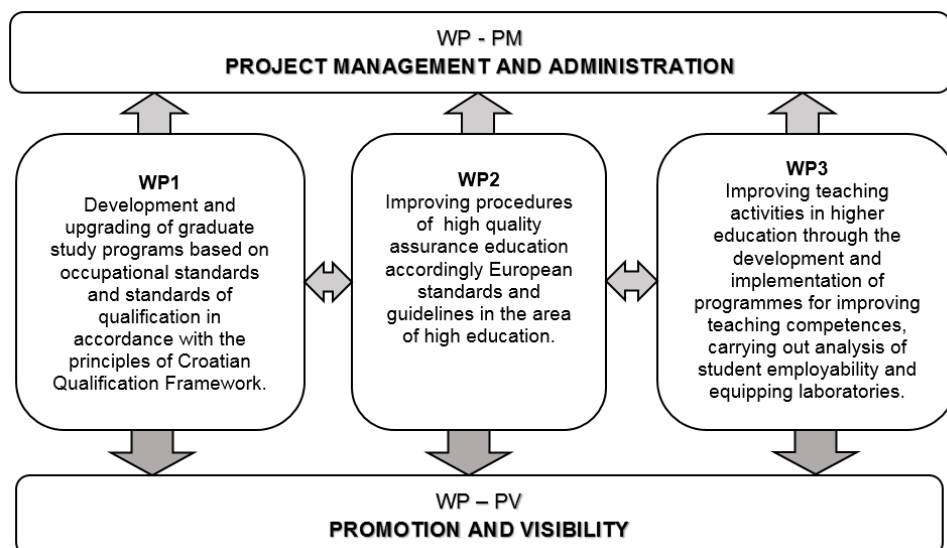 WP - PM
PROJECT MANAGEMENT AND ADMINISTRATION
WP1
Development and
upgrading of graduate
study programs based on
occupational standards
and standards of
qualification in
accordance with the
principles of Croatian
Qualification Framework.
WP2
Improving procedures
of high quality
assurance education
accordingly European
standards and
guidelines in the area
of high education.
WP3
Improving teaching
activities in higher
education through the
development and
implementation of
programmes for improving
teaching competences,
carrying out analysis of
student employability and
equipping laboratories.
WP – PV
PROMOTION AND VISIBILITY